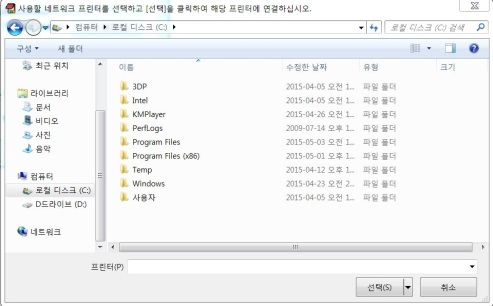 사용할 네트워크 프린터를 선택하고 [선택]을 클릭하여 해당 프린터에 연결하십시오.
컴퓨터 ▸ 로컬 디스크 (C:) ▸
로컬 디스크 (C:) 검색
구성 새 폴더
이름 수정한 날짜 유형 크기
최근 위치
라이브러리
문서
비디오
사진
음악
컴퓨터
로컬 디스크 (C:)
D드라이브 (D:)
네트워크
3DP 2015-04-05 오전 1... 파일 폴더
Intel 2015-04-05 오전 1... 파일 폴더
KMPlayer 2015-04-26 오전 1... 파일 폴더
PerfLogs 2009-07-14 오후 1... 파일 폴더
Program Files 2015-05-03 오전 1... 파일 폴더
Program Files (x86) 2015-05-01 오후 1... 파일 폴더
Temp 2015-04-12 오후 1... 파일 폴더
Windows 2015-04-23 오전 2... 파일 폴더
사용자 2015-04-05 오전 1... 파일 폴더
프린터(P)
선택(S) 취소